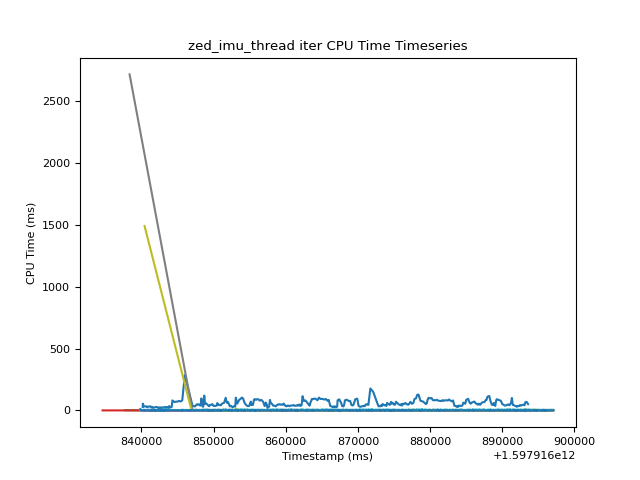 zed_imu_thread iter CPU Time Timeseries
CPU Time (ms)
2500
2000
1500
1000
500
0
840000 850000 860000 870000 880000 890000 900000
Timestamp (ms)
+1.597916e12